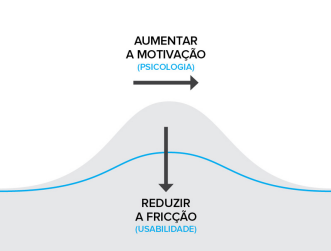 AUMENTAR
A MOTIVAÇÃO
(PSICOLOGIA)
REDUZIR
A FRICÇÃO
(USABILIDADE)